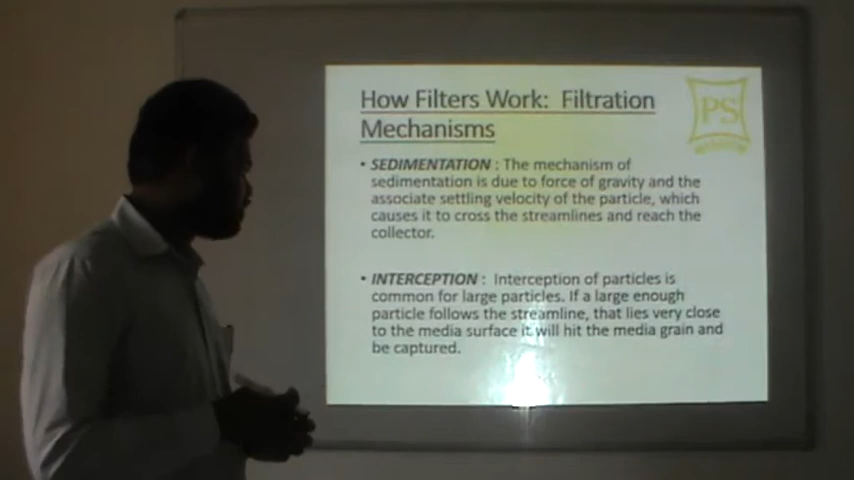 How Filters Work: Filtration
Mechanisms
PS
• SEDIMENTATION : The mechanism of
sedimentation is due to force of gravity and the
associate settling velocity of the particle, which
causes it to cross the streamlines and reach the
collector.
• INTERCEPTION : Interception of particles is
common for large particles. If a large enough
particle follows the streamline, that lies very close
to the media surface it will hit the media grain and
be captured.